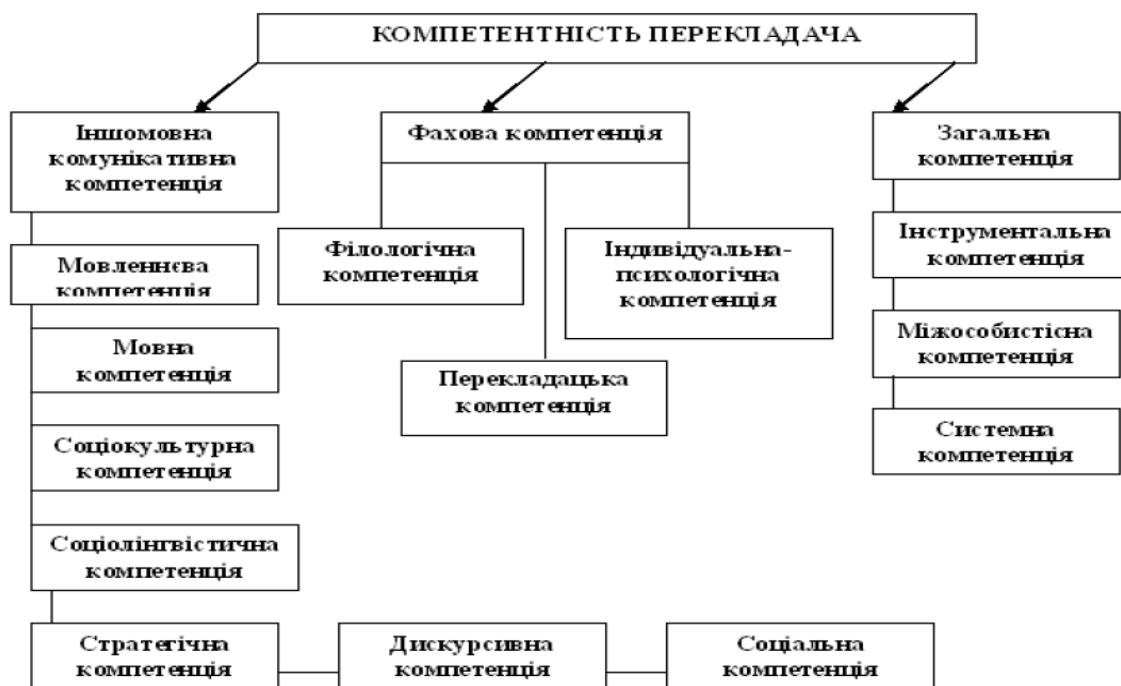 КОМПЕТЕНТНІСТЬ ПЕРЕКЛАДАЧА
Іншомовна
комунікативна
компетенція
Фахова компетенція
Загальна
компетенція
Мовленнєва
компетенція
Філологічна
компетенція
Індивідуальна-
психологічна
компетенція
Інструментальна
компетенція
Мовна
компетенція
Перекладацька
компетенція
Міжособистісна
компетенція
Соціокультурна
компетенція
Системна
компетенція
Соціолінгвістична
компетенція
Стратегічна
компетенція
Дискурсивна
компетенція
Соціальна
компетенція